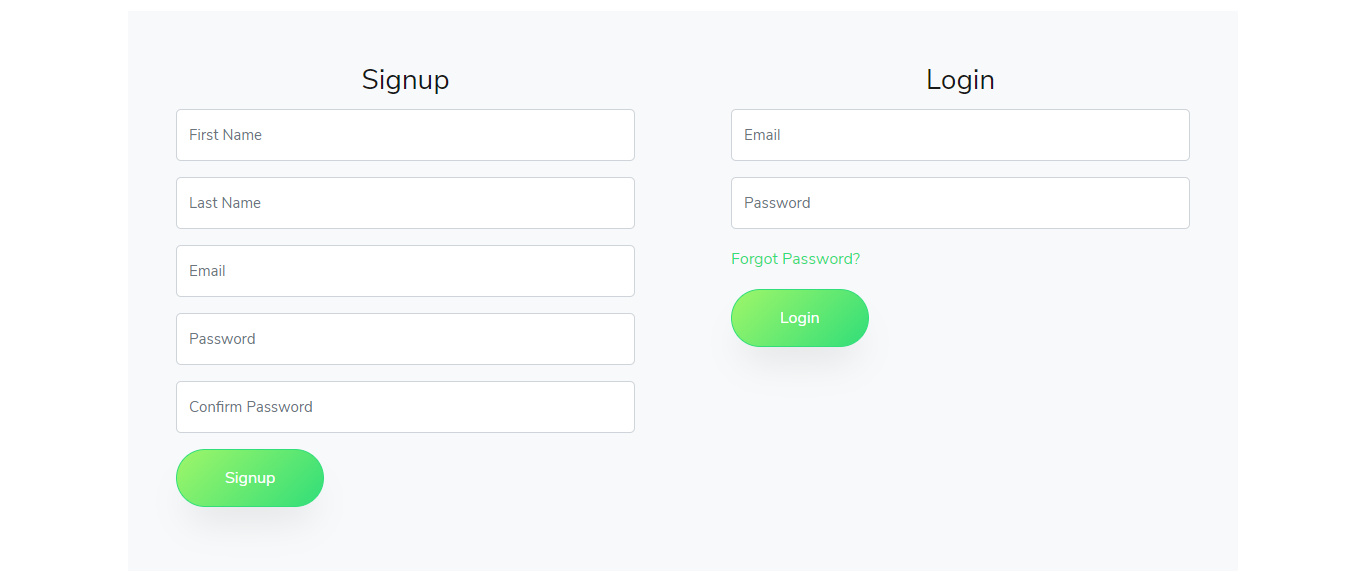 Signup
First Name
Last Name
Email
Password
Confirm Password
Signup
Login
Email
Password
Forgot Password?
Login